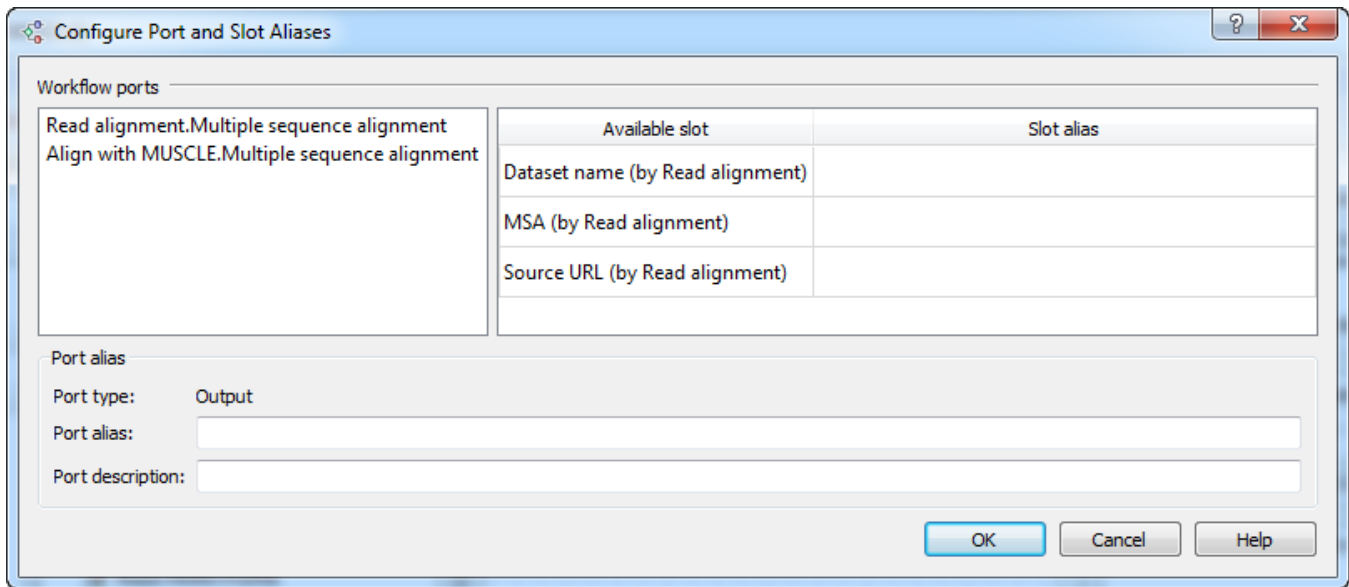 Configure Port and Slot Aliases
Workflow ports
Read alignment.Multiple sequence alignment
Align with MUSCLE.Multiple sequence alignment
Available slot Slot alias
Dataset name (by Read alignment)
MSA (by Read alignment)
Source URL (by Read alignment)
Port alias
Port type: Output
Port alias:
Port description:
OK Cancel Help